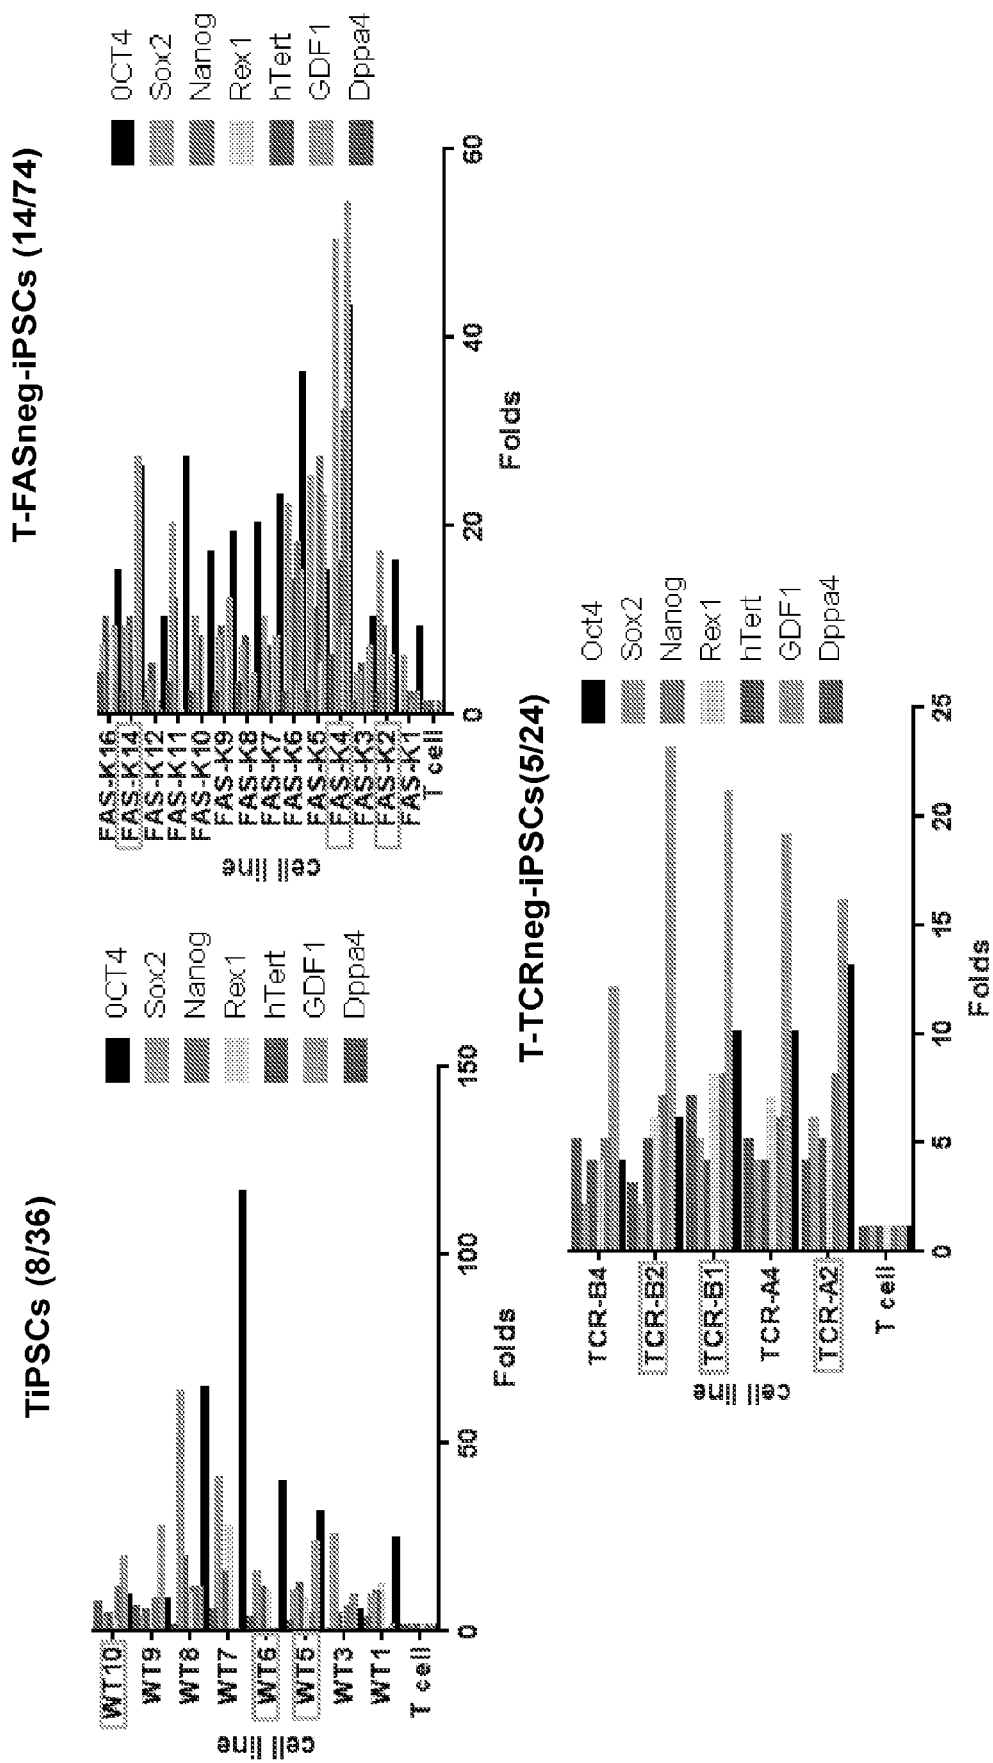 TiPSCs (8/36)
WT10
WT9
WT8
WT7
WT6
WT5
WT3
WT1
T cell
cell line
0
50
100
150
Folds
OCT4
Sox2
Nanog
Rex1
hTert
GDF1
Dppa4
T-FASneg-iPSCs (14/74)
FAS-K16
FAS-K14
FAS-K12
FAS-K11
FAS-K10
FAS-K9
FAS-K8
FAS-K7
FAS-K6
FAS-K5
FAS-K4
FAS-K3
FAS-K2
FAS-K1
T cell
cell line
0
20
40
60
Folds
OCT4
Sox2
Nanog
Rex1
hTert
GDF1
Dppa4
T-TCRneg-iPSCs(5/24)
TCR-B4
TCR-B2
TCR-B1
TCR-A4
TCR-A2
T cell
cell line
0
5
10
15
20
25
Folds
Oct4
Sox2
Nanog
Rex1
hTert
GDF1
Dppa4